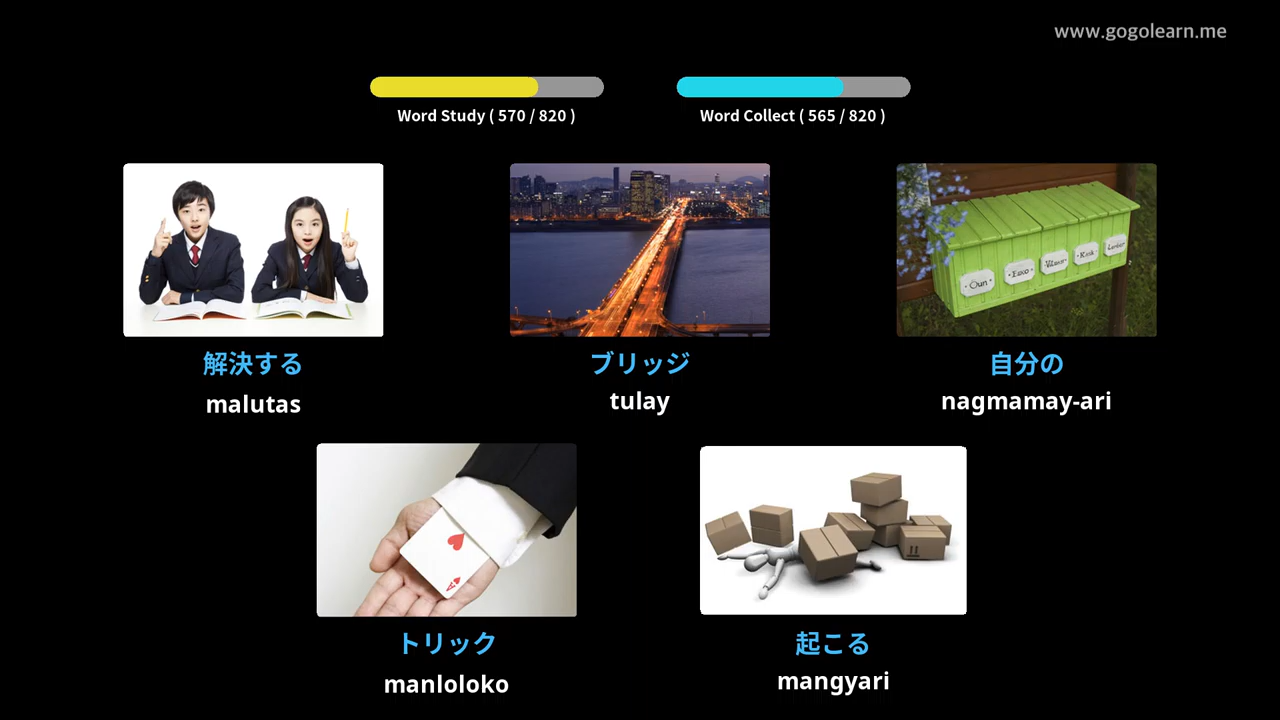 www.gogolearn.me
Word Study ( 570 / 820 )
Word Collect ( 565 / 820 )
解決する
malutas
ブリッジ
tulay
自分の
nagmamay-ari
トリック
manloloko
起こる
mangyari